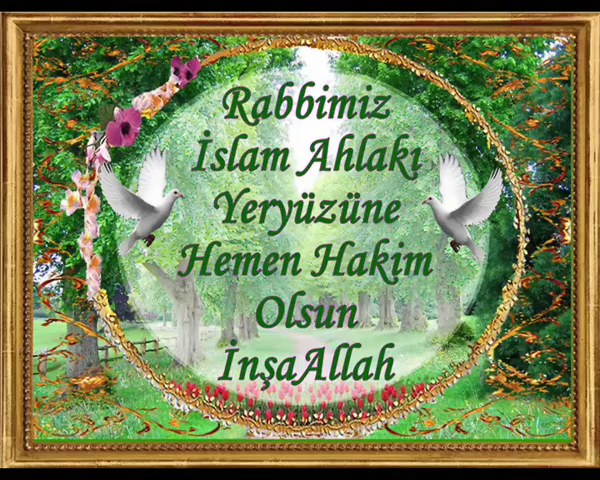 Rabbimiz
İslam Ahlakı
Yeryüzüne
Hemen Hakim
Olsun
İnşaAllah